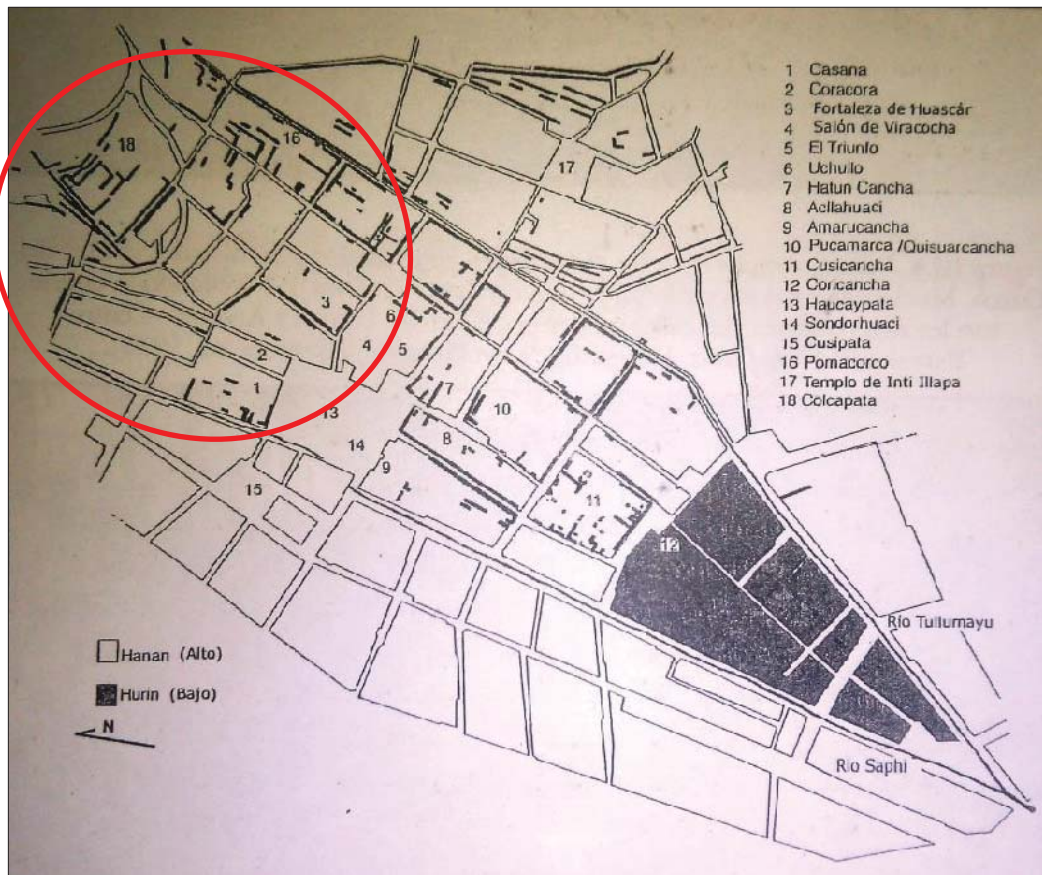 1 Casana
2 Coracora
3 Fortaleza de Huascár
4 Salón de Viracocha
5 El Triunfo
6 Uchullo
7 Hatun Cancha
8 Acllahuaci
9 Amarucancha
10 Pucamarca /Quisuarcancha
11 Cusicancha
12 Coricancha
13 Haucaypata
14 Sondorhuaci
15 Cusipata
16 Pomacorco
17 Templo de Inti Illapa
18 Colcapata
16
18
17
3
6
4
5
2
1
7
13
10
14
8
9
15
11
12
Río Tullumayu
Hanan (Alto)
Hurin (Bajo)
N
Río Saphi